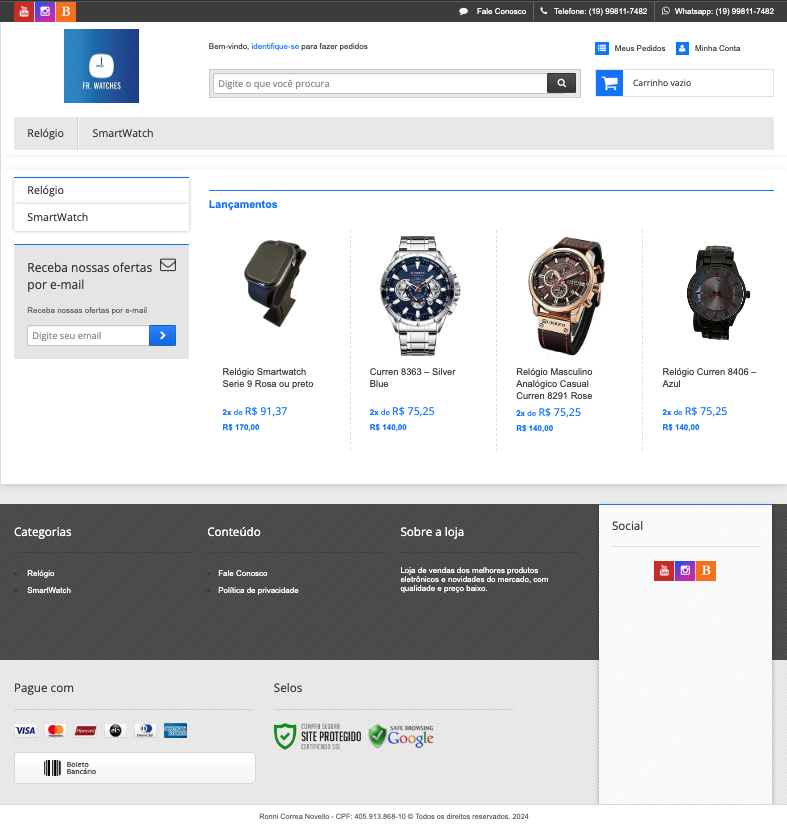 Fale Conosco
Telefone: (19) 99811-7482
Whatsapp: (19) 99811-7482
FR. WATCHES
Bem-vindo, identifique-se para fazer pedidos
Meus Pedidos
Minha Conta
Digite o que você procura
Carrinho vazio
Relógio
SmartWatch
Relógio
SmartWatch
Receba nossas ofertas
por e-mail
Receba nossas ofertas por e-mail
Digite seu email
Lançamentos
Relógio Smartwatch
Serie 9 Rosa ou preto
2x de R$ 91,37
R$ 170,00
Curren 8363 – Silver
Blue
2x de R$ 75,25
R$ 140,00
CURREN
Relógio Masculino
Analógico Casual
Curren 8291 Rose
2x de R$ 75,25
R$ 140,00
Relógio Curren 8406 –
Azul
2x de R$ 75,25
R$ 140,00
Categorias
Relógio
SmartWatch
Conteúdo
Fale Conosco
Política de privacidade
Sobre a loja
Loja de vendas dos melhores produtos
eletrônicos e novidades do mercado, com
qualidade e preço baixo.
Social
You
B
Pague com
VISA
elo
Boleto
Bancário
Selos
COMPRA SEGURA
SITE PROTEGIDO
CERTIFICADO SSL
SAFE BROWSING
Google
Ronni Correa Novello - CPF: 405.913.868-10 © Todos os direitos reservados. 2024